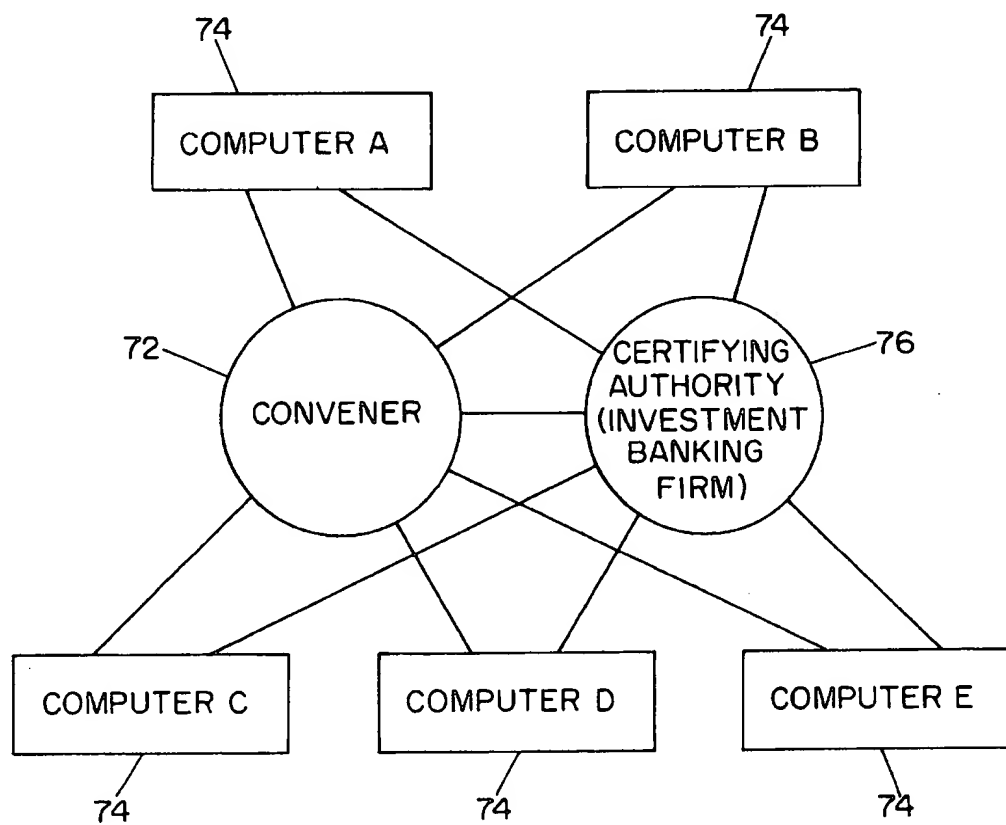 74
74
COMPUTER A
COMPUTER B
72
CONVENER
CERTIFYING
AUTHORITY
(INVESTMENT
BANKING
FIRM)
76
COMPUTER C
COMPUTER D
COMPUTER E
74
74
74